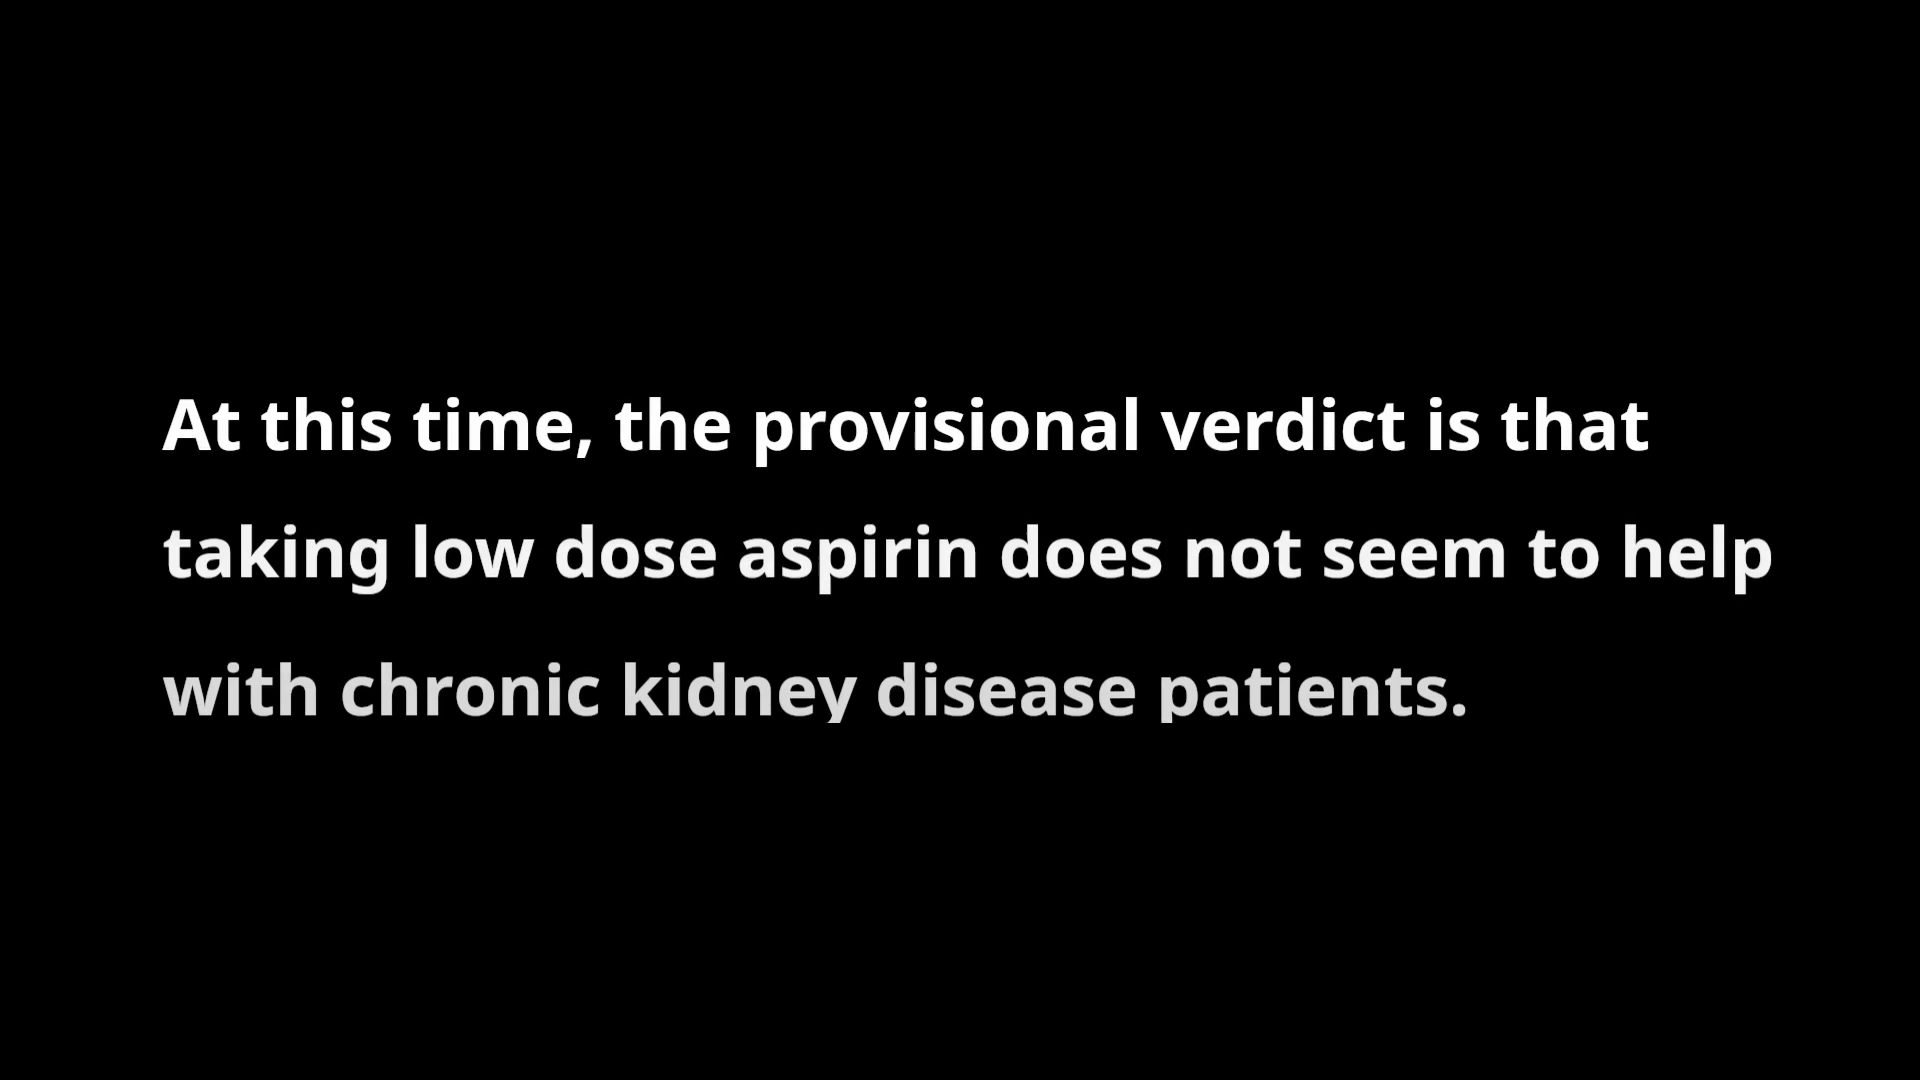 At this time, the provisional verdict is that
taking low dose aspirin does not seem to help
with chronic kidney disease patients.